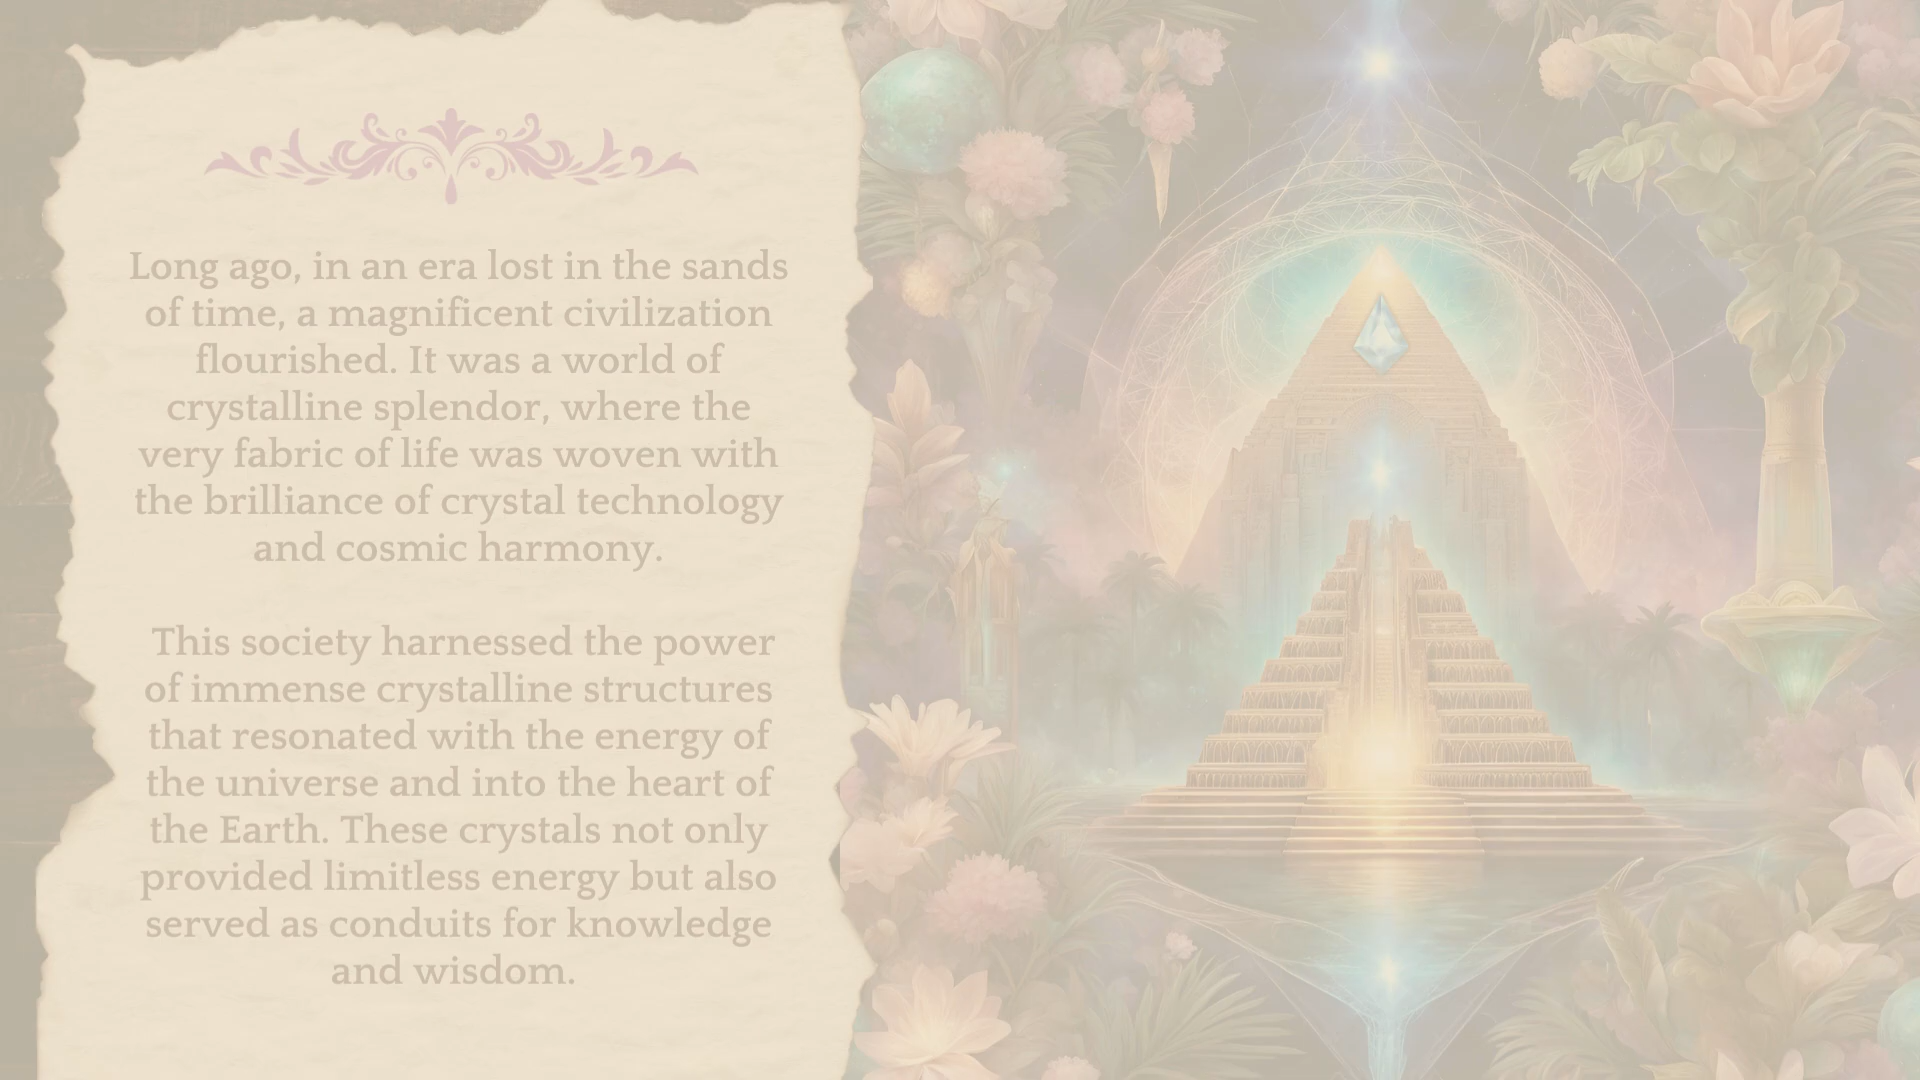 Long ago, in an era lost in the sands
of time, a magnificent civilization
flourished. It was a world of
crystalline splendor, where the
very fabric of life was woven with
the brilliance of crystal technology
and cosmic harmony.
This society harnessed the power
of immense crystalline structures
that resonated with the energy of
the universe and into the heart of
the Earth. These crystals not only
provided limitless energy but also
served as conduits for knowledge
and wisdom.